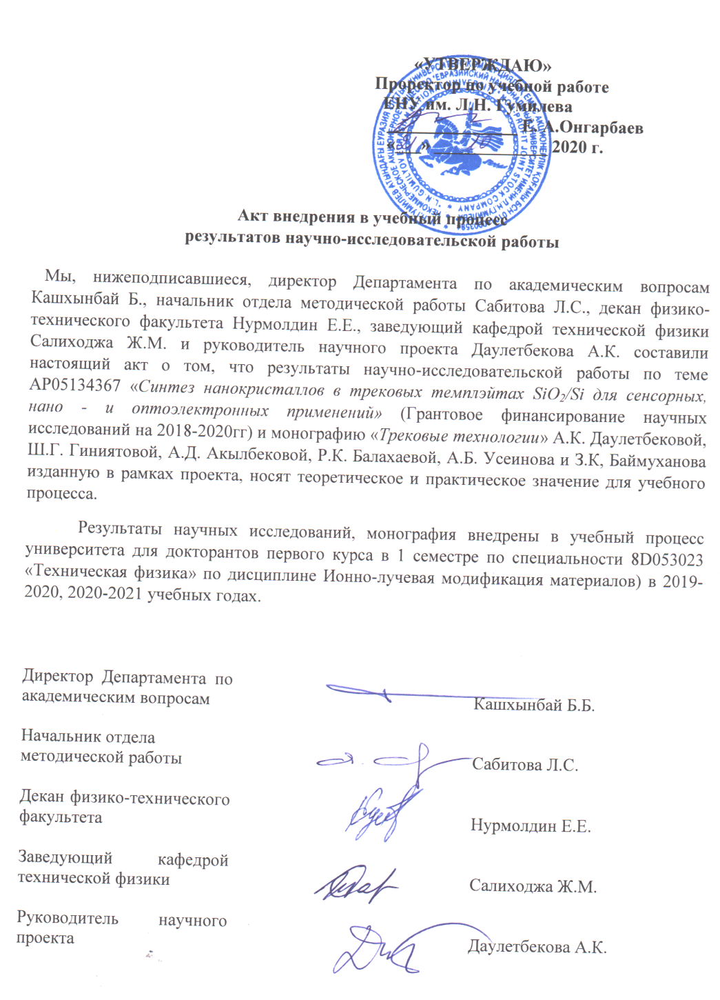 «УТВЕРЖДАЮ»
Проректор по учебной работе
ЕНУ им. Л.Н. Гумилева
Е. А.Онгарбаев
«    »                2020 г.
Акт внедрения в учебный процесс
результатов научно-исследовательской работы
Мы, нижеподписавшиеся, директор Департамента по академическим вопросам
Кашхынбай Б., начальник отдела методической работы Сабитова Л.С., декан физико-
технического факультета Нурмолдин Е.Е., заведующий кафедрой технической физики
Салиходжа Ж.М. и руководитель научного проекта Даулетбекова А.К. составили
настоящий акт о том, что результаты научно-исследовательской работы по теме
АР05134367 «Синтез нанокристаллов в трековых темплэйтах SiO₂/Si для сенсорных,
нано - и оптоэлектронных применений» (Грантовое финансирование научных
исследований на 2018-2020гг) и монографию «Трековые технологии» А.К. Даулетбековой,
Ш.Г. Гиниятовой, А.Д. Акылбековой, Р.К. Балахаевой, А.Б. Усеинова и З.К, Баймуханова
изданную в рамках проекта, носят теоретическое и практическое значение для учебного
процесса.
Результаты научных исследований, монография внедрены в учебный процесс
университета для докторантов первого курса в 1 семестре по специальности 8D053023
«Техническая физика» по дисциплине Ионно-лучевая модификация материалов) в 2019-
2020, 2020-2021 учебных годах.
Директор Департамента по
академическим вопросам
Кашхынбай Б.Б.
Начальник отдела
методической работы
Сабитова Л.С.
Декан физико-технического
факультета
Нурмолдин Е.Е.
Заведующий кафедрой
технической физики
Салиходжа Ж.М.
Руководитель научного
проекта
Даулетбекова А.К.